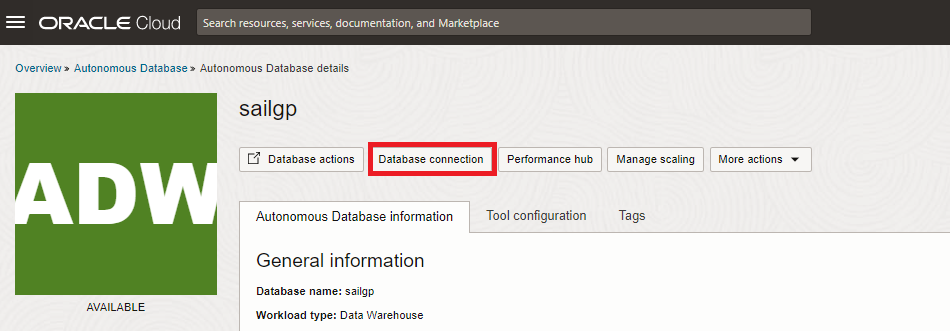 ORACLE Cloud
Search resources, services, documentation, and Marketplace
Overview » Autonomous Database » Autonomous Database details
ADW
AVAILABLE
sailgp
Database actions Database connection Performance hub Manage scaling More actions
Autonomous Database information Tool configuration Tags
General information
Database name: sailgp
Workload type: Data Warehouse